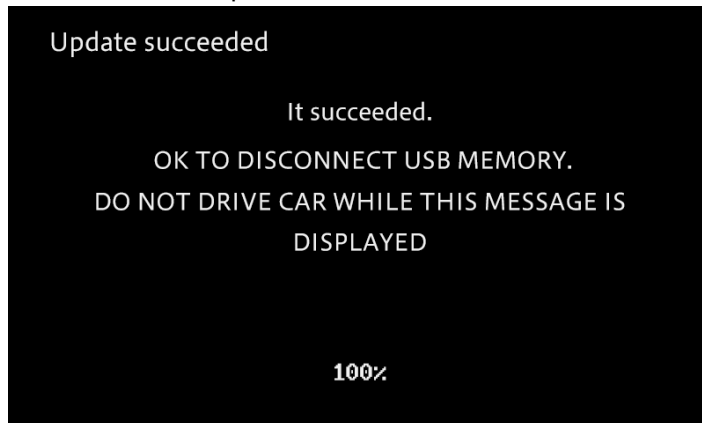 Update succeeded
It succeeded.
OK TO DISCONNECT USB MEMORY.
DO NOT DRIVE CAR WHILE THIS MESSAGE IS
DISPLAYED
100%